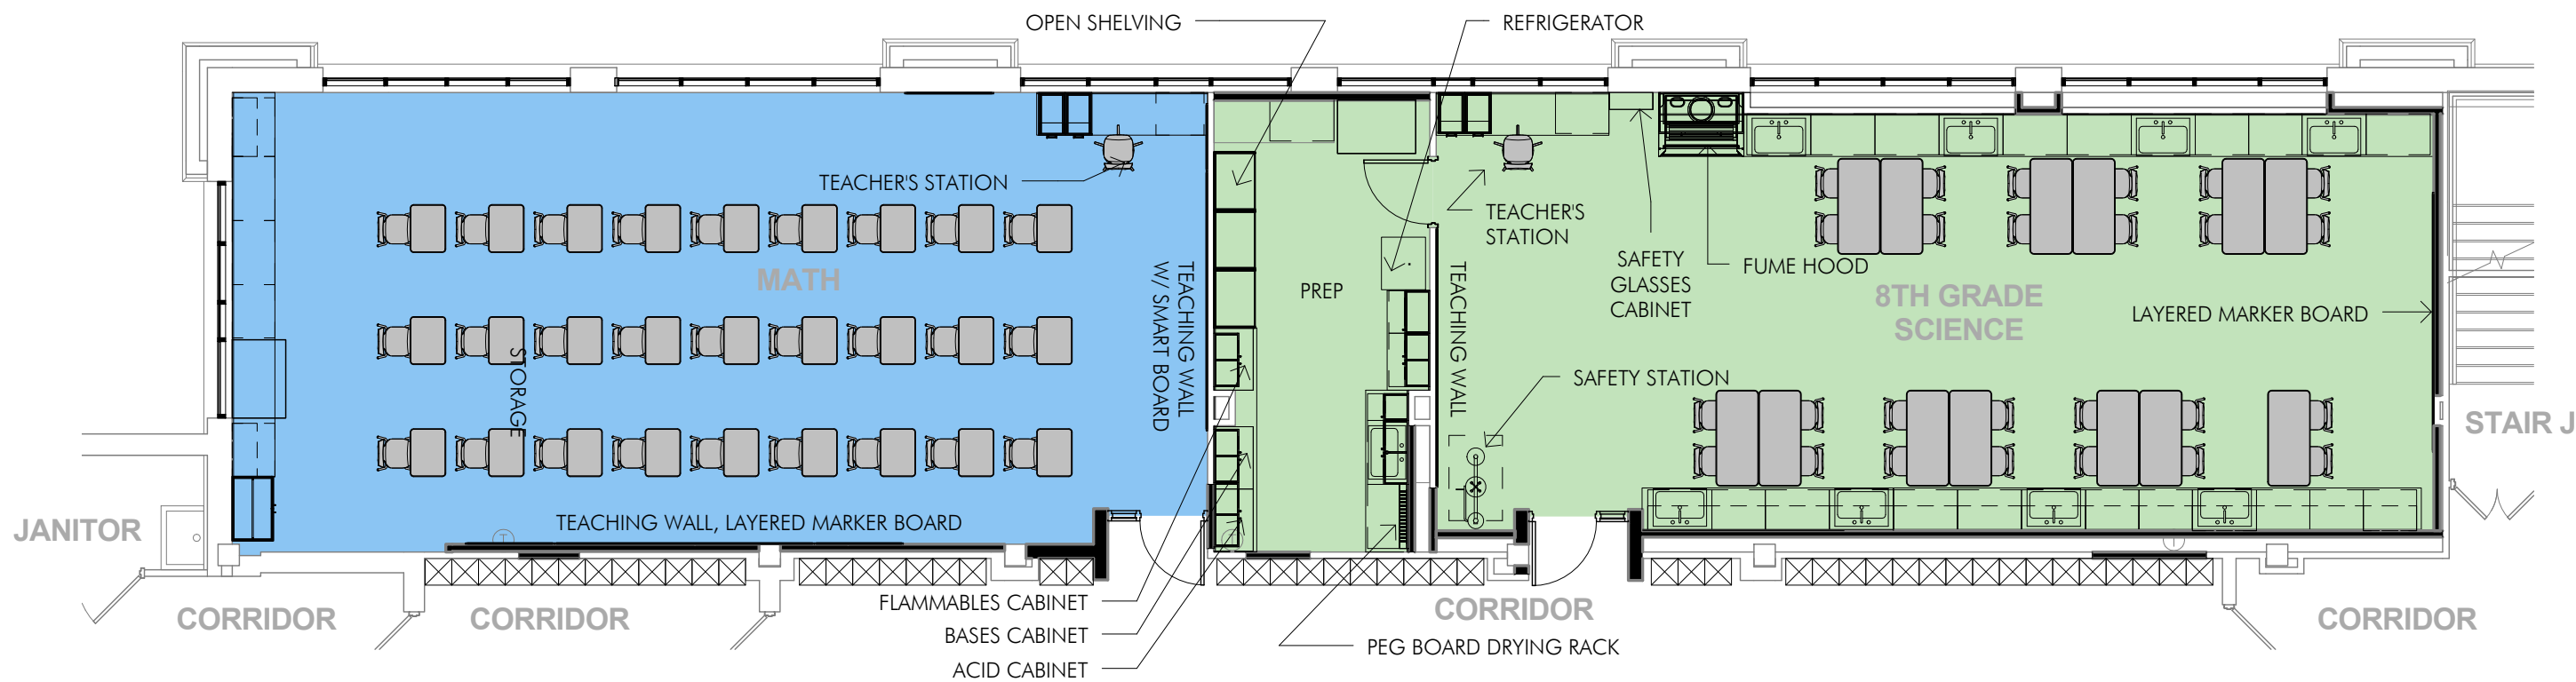 OPEN SHELVING
REFRIGERATOR
TEACHER'S STATION
TEACHER'S
STATION
MATH
TEACHING WALL
W/ SMART BOARD
PREP
TEACHING WALL
SAFETY
GLASSES
CABINET
FUME HOOD
8TH GRADE
SCIENCE
LAYERED MARKER BOARD
STORAGE
SAFETY STATION
STAIR J
JANITOR
TEACHING WALL, LAYERED MARKER BOARD
T
T
T
CORRIDOR
CORRIDOR
FLAMMABLES CABINET
BASES CABINET
ACID CABINET
CORRIDOR
PEG BOARD DRYING RACK
CORRIDOR